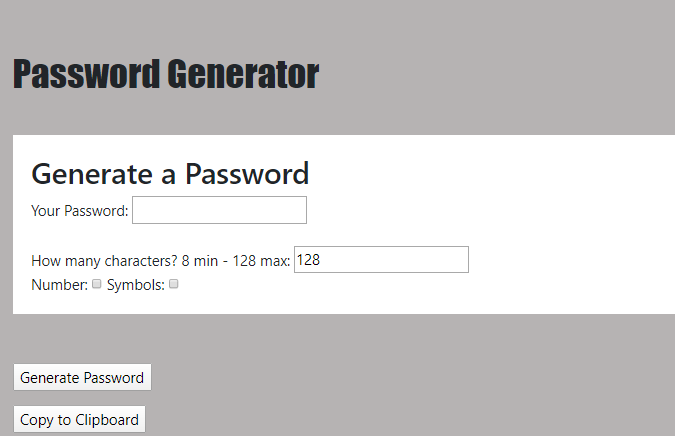 Password Generator
Generate a Password
Your Password:
How many characters? 8 min - 128 max: 128
Number: Symbols:
Generate Password
Copy to Clipboard